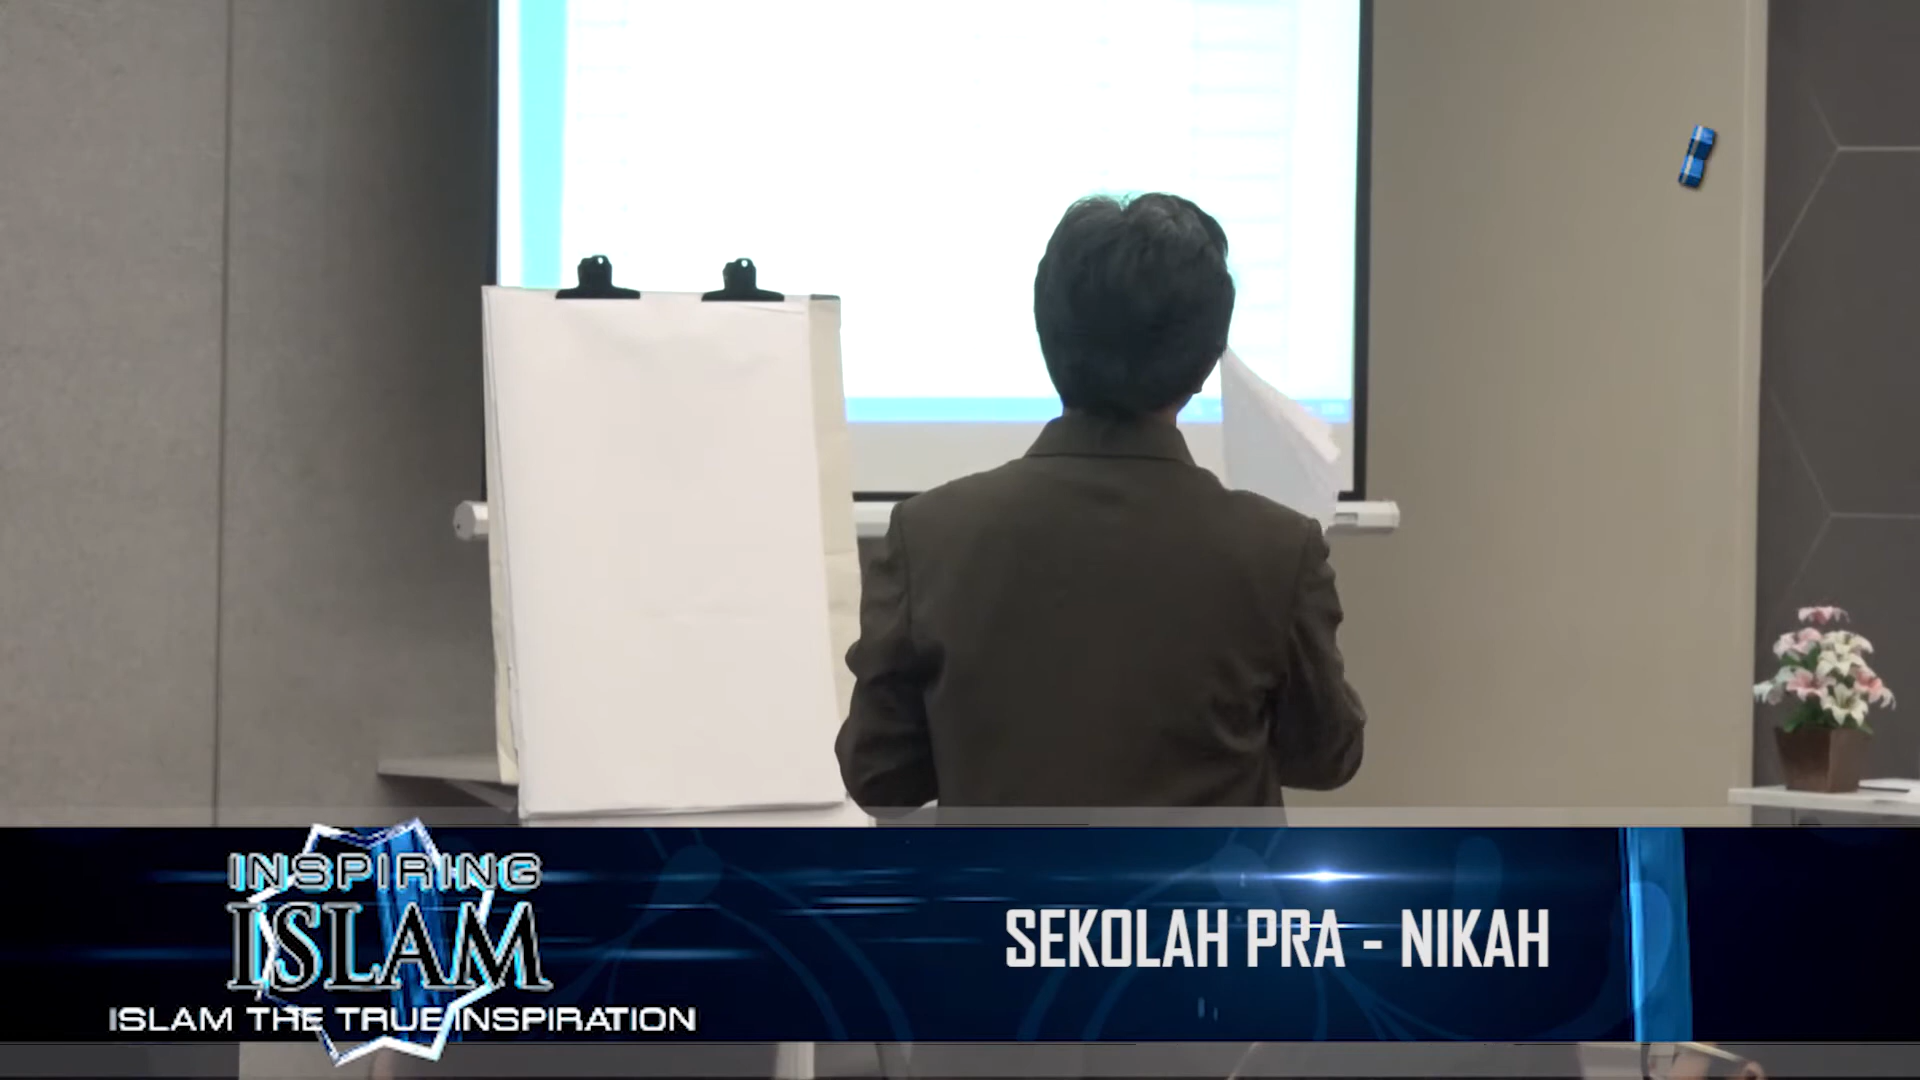 INSPIRING
ISLAM
ISLAM THE TRUE INSPIRATION
SEKOLAH PRA - NIKAH